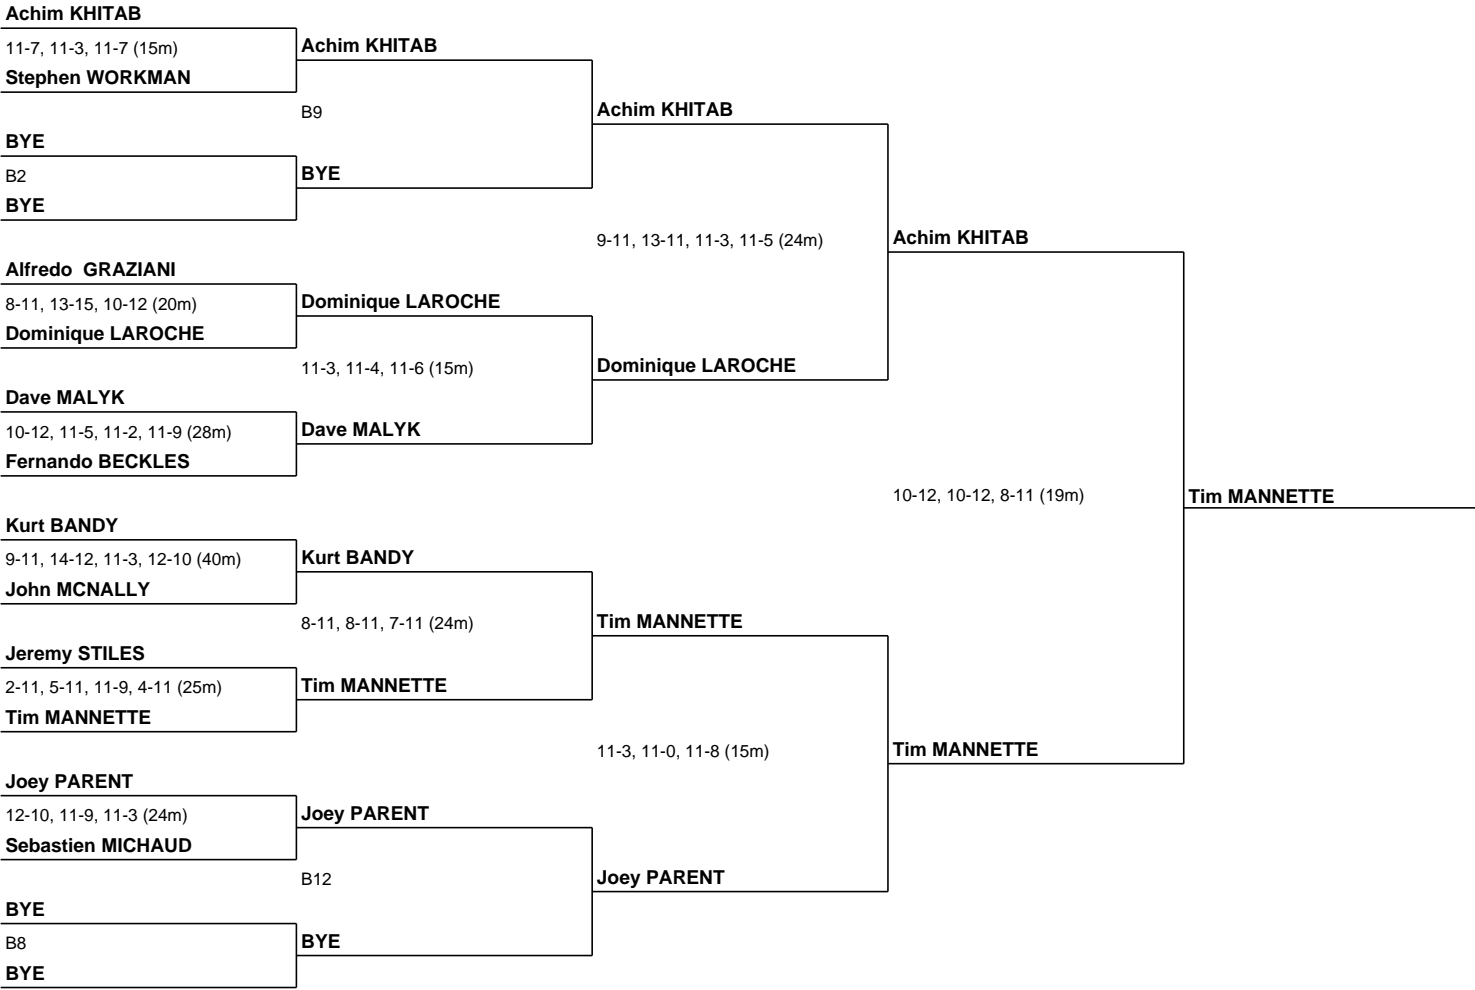 Achim KHITAB
11-7, 11-3, 11-7 (15m)
Stephen WORKMAN
BYE
B2
BYE
Alfredo  GRAZIANI
8-11, 13-15, 10-12 (20m)
Dominique LAROCHE
Dave MALYK
10-12, 11-5, 11-2, 11-9 (28m)
Fernando BECKLES
Kurt BANDY
9-11, 14-12, 11-3, 12-10 (40m)
John MCNALLY
Jeremy STILES
2-11, 5-11, 11-9, 4-11 (25m)
Tim MANNETTE
Joey PARENT
12-10, 11-9, 11-3 (24m)
Sebastien MICHAUD
BYE
B8
BYE
Achim KHITAB
B9
BYE
Dominique LAROCHE
11-3, 11-4, 11-6 (15m)
Dave MALYK
Kurt BANDY
8-11, 8-11, 7-11 (24m)
Tim MANNETTE
Joey PARENT
B12
BYE
Achim KHITAB
9-11, 13-11, 11-3, 11-5 (24m)
Dominique LAROCHE
Tim MANNETTE
11-3, 11-0, 11-8 (15m)
Joey PARENT
Achim KHITAB
10-12, 10-12, 8-11 (19m)
Tim MANNETTE
Tim MANNETTE